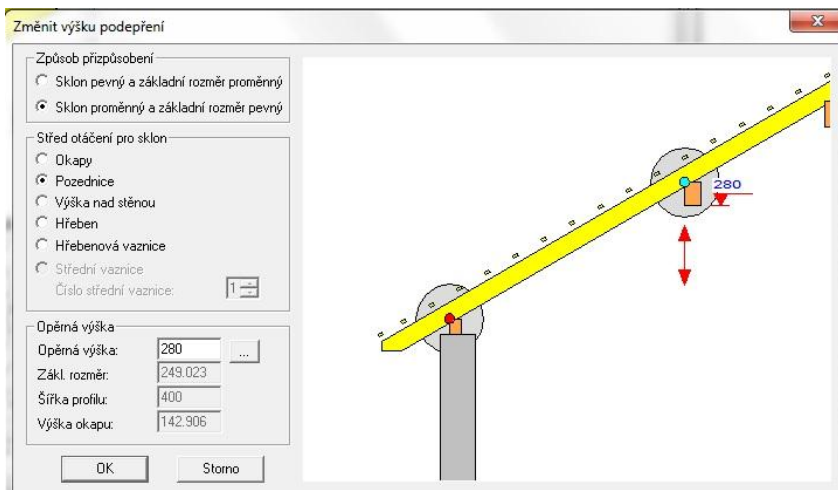 Změnit výšku podepření
Způsob přizpůsobení
Sklon pevný a základní rozměr proměnný
Sklon proměnný a základní rozměr pevný
Střed otáčení pro sklon
Okapy
Pozednice
Výška nad stěnou
Hřeben
Hřebenová vaznice
Střední vaznice
Číslo střední vaznice: 1
Opěrná výška
Opěrná výška: 280 ...
Zákl. rozměr: 249.023
Šířka profilu: 400
Výška okapu: 142.906
OK Storno
280